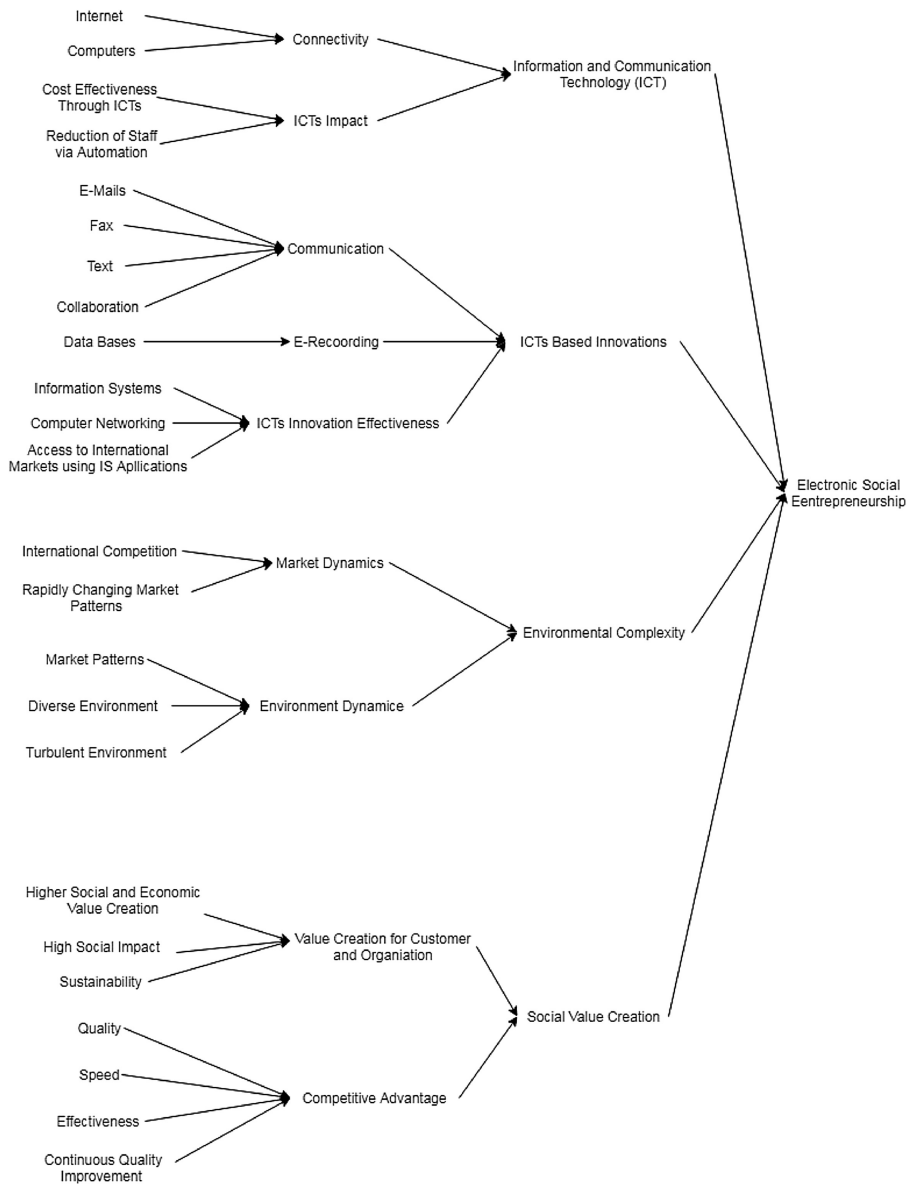 Internet
Computers
Connectivity
Cost Effectiveness
Through ICTs
Reduction of Staff
via Automation
ICTs Impact
Information and Communication
Technology (ICT)
E-Mails
Fax
Text
Collaboration
Communication
Data Bases
E-Recoording
Information Systems
Computer Networking
Access to International
Markets using IS Apllications
ICTs Innovation Effectiveness
ICTs Based Innovations
International Competition
Rapidly Changing Market
Patterns
Market Dynamics
Market Patterns
Diverse Environment
Turbulent Environment
Environment Dynamice
Environmental Complexity
Higher Social and Economic
Value Creation
High Social Impact
Sustainability
Value Creation for Customer
and Organiation
Quality
Speed
Effectiveness
Continuous Quality
Improvement
Competitive Advantage
Social Value Creation
Electronic Social
Eentrepreneurship